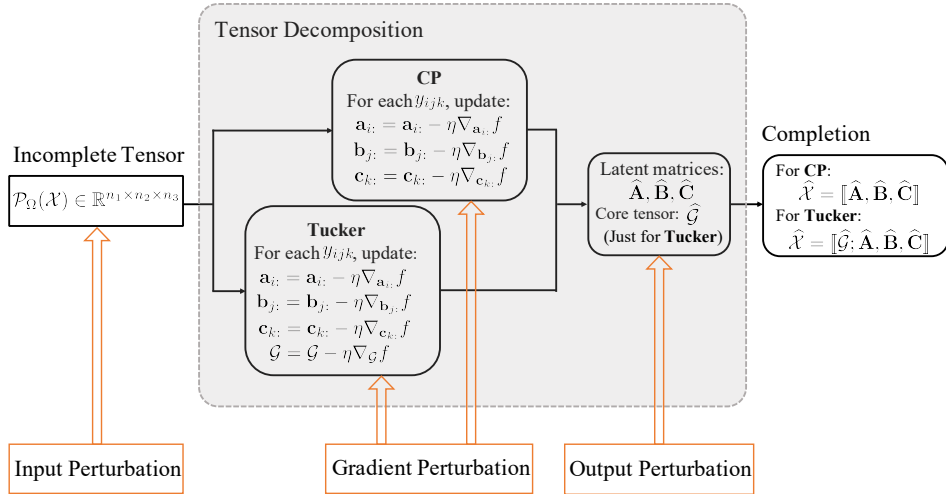 Tensor Decomposition
CP
For each y_{ijk}, update:
𝐚_{i:} = 𝐚_{i:} − η∇_{𝐚_{i:}} f
𝐛_{j:} = 𝐛_{j:} − η∇_{𝐛_{j:}} f
𝐜_{k:} = 𝐜_{k:} − η∇_{𝐜_{k:}} f
Incomplete Tensor
𝒫_Ω(𝒳) ∈ ℝ^{n_1×n_2×n_3}
Tucker
For each y_{ijk}, update:
𝐚_{i:} = 𝐚_{i:} − η∇_{𝐚_{i:}} f
𝐛_{j:} = 𝐛_{j:} − η∇_{𝐛_{j:}} f
𝐜_{k:} = 𝐜_{k:} − η∇_{𝐜_{k:}} f
𝒢 = 𝒢 − η∇_𝒢 f
Latent matrices:
𝐀̂, 𝐁̂, 𝐂̂
Core tensor: 𝒢̂
(Just for Tucker)
Completion
For CP:
𝒳̂ = ⟦𝐀̂, 𝐁̂, 𝐂̂⟧
For Tucker:
𝒳̂ = ⟦𝒢̂; 𝐀̂, 𝐁̂, 𝐂̂⟧
Input Perturbation
Gradient Perturbation
Output Perturbation